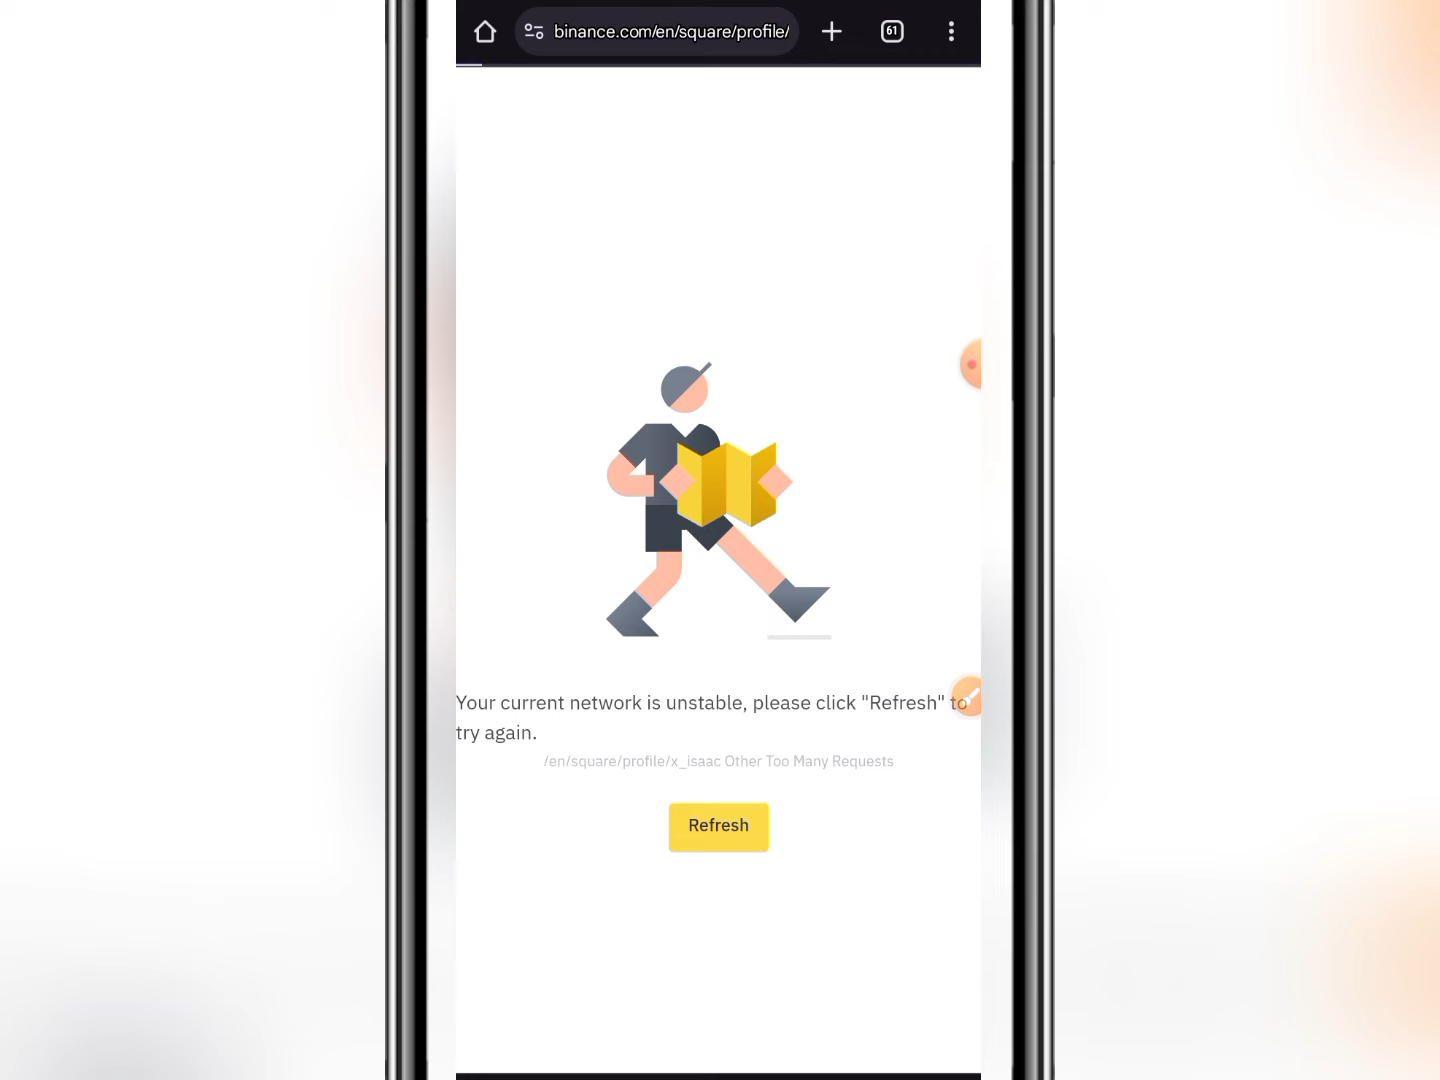 binance.com/en/square/profile/
61
Your current network is unstable, please click "Refresh" to
try again.
/en/square/profile/x_isaac Other Too Many Requests
Refresh